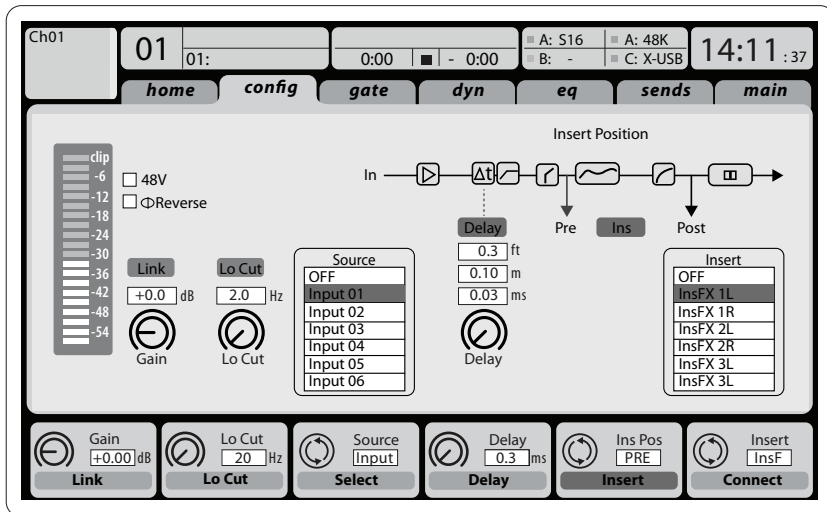 Ch01
01
01:
0:00
- 0:00
A: S16
B: -
A: 48K
C: X-USB
14:11 : 37
home
config
gate
dyn
eq
sends
main
Insert Position
clip
-6
-12
-18
-24
-30
-36
-42
-48
-54
48V
ΦReverse
In
Δt
Pre
Ins
Post
Link
+0.0 dB
Gain
Lo Cut
2.0 Hz
Lo Cut
Source
OFF
Input 01
Input 02
Input 03
Input 04
Input 05
Input 06
Delay
0.3 ft
0.10 m
0.03 ms
Delay
Insert
OFF
InsFX 1L
InsFX 1R
InsFX 2L
InsFX 2R
InsFX 3L
InsFX 3L
Gain
+0.00 dB
Link
Lo Cut
20 Hz
Lo Cut
Source
Input
Select
Delay
0.3 ms
Delay
Ins Pos
PRE
Insert
Insert
InsF
Connect